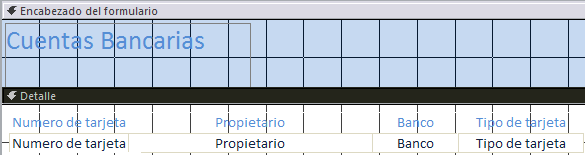 Encabezado del formulario
Cuentas Bancarias
Detalle
Numero de tarjeta Propietario Banco Tipo de tarjeta
Numero de tarjeta Propietario Banco Tipo de tarjeta